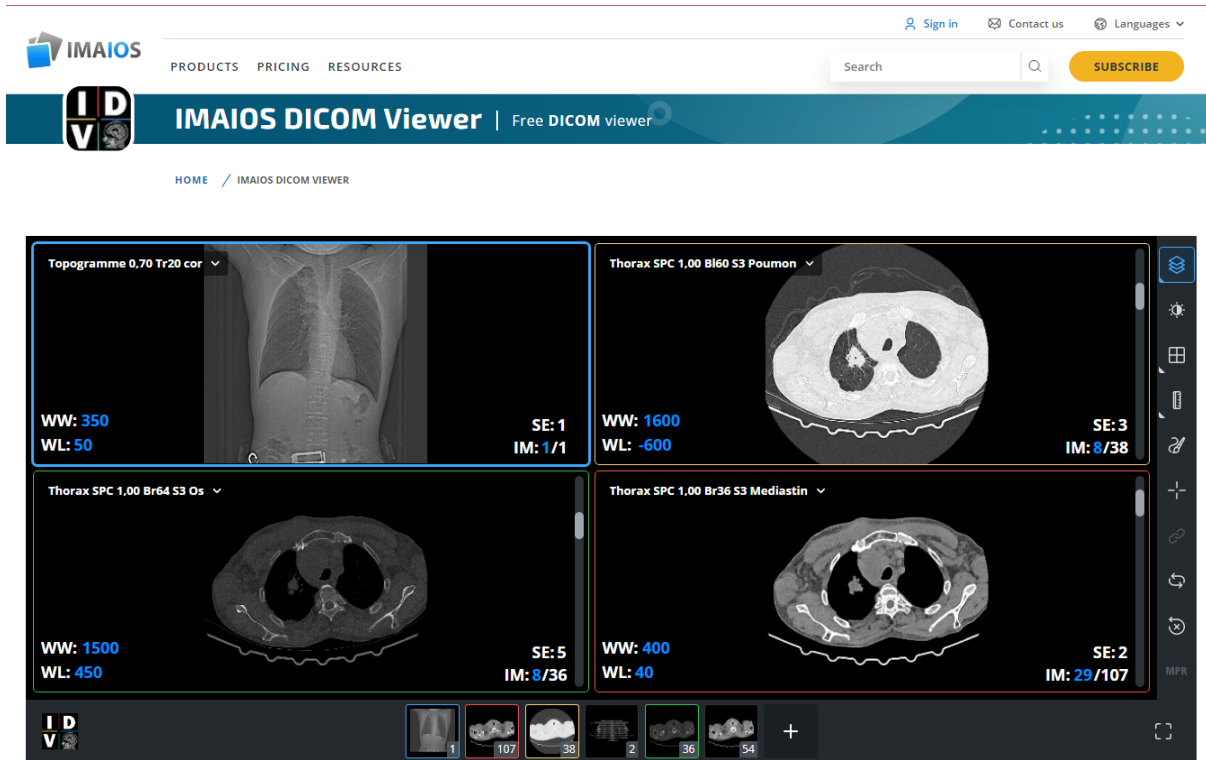 Sign in
Contact us
Languages
IMAIOS
PRODUCTS PRICING RESOURCES
Search
SUBSCRIBE
I D V
IMAIOS DICOM Viewer | Free DICOM viewer
HOME / IMAIOS DICOM VIEWER
Topogramme 0,70 Tr20 cor
WW: 350
WL: 50
SE: 1
IM: 1/1
Thorax SPC 1,00 Bl60 S3 Poumon
WW: 1600
WL: -600
SE: 3
IM: 8/38
Thorax SPC 1,00 Br64 S3 Os
WW: 1500
WL: 450
SE: 5
IM: 8/36
Thorax SPC 1,00 Br36 S3 Mediastin
WW: 400
WL: 40
SE: 2
IM: 29/107
MPR
I D V
1
107
38
2
36
54
+